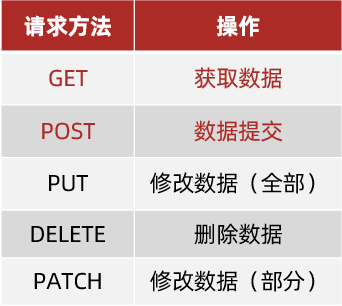 请求方法 操作
GET 获取数据
POST 数据提交
PUT 修改数据（全部）
DELETE 删除数据
PATCH 修改数据（部分）